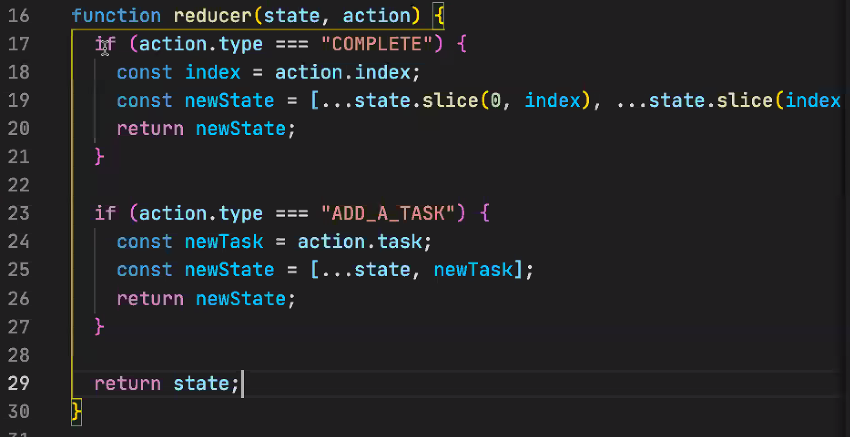 16 function reducer(state, action) {
17 if (action.type === "COMPLETE") {
18 const index = action.index;
19 const newState = [...state.slice(0, index), ...state.slice(index
20 return newState;
21 }
22
23 if (action.type === "ADD_A_TASK") {
24 const newTask = action.task;
25 const newState = [...state, newTask];
26 return newState;
27 }
28
29 return state;
30 }